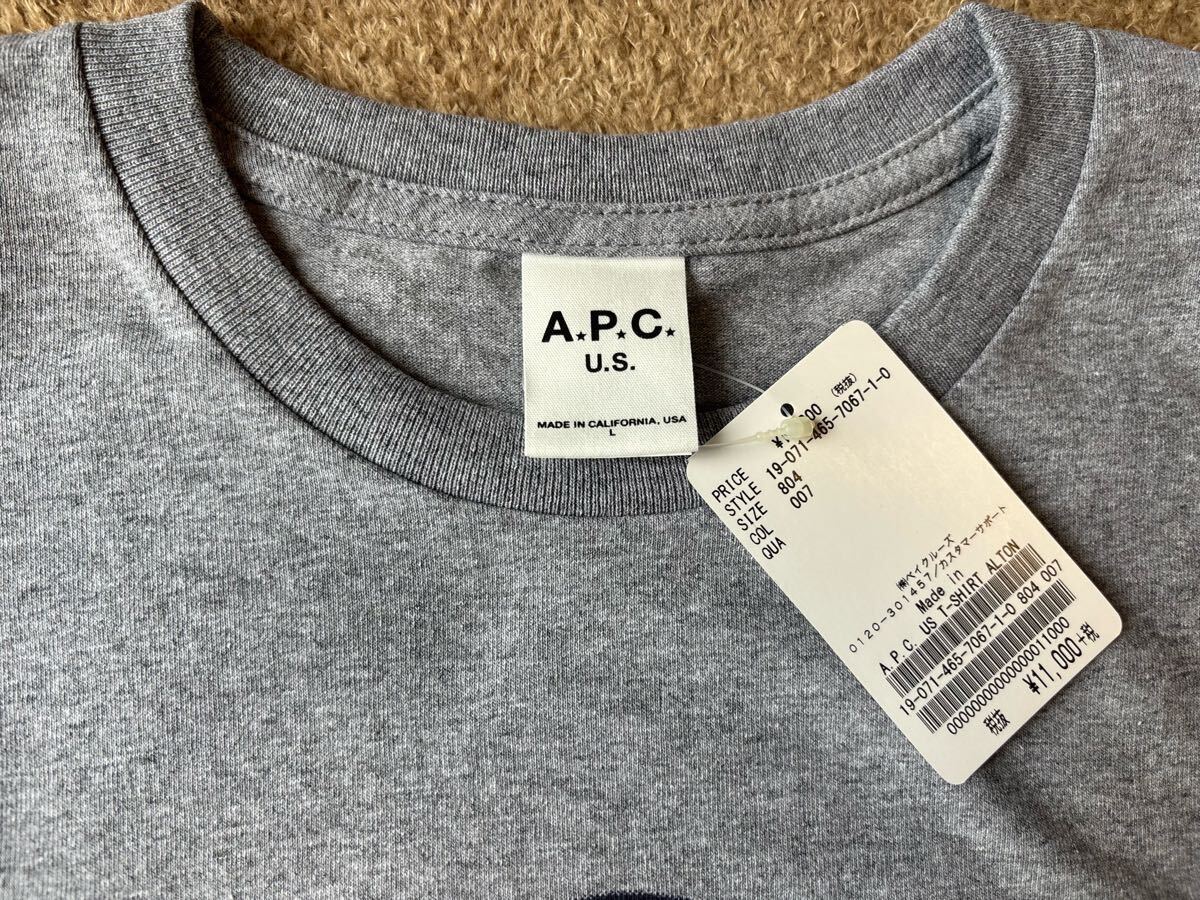 A.P.C.
U.S.
MADE IN CALIFORNIA, USA
L
PRICE (税抜)
STYLE 19-071-465-7067-1-0
SIZE 804
COL 007
QUA
㈱ベイクルーズ
0120-301457/カスタマーサポート
Made in
A.P.C. US T-SHIRT ALTON
19-071-465-7067-1-0 804 007
税抜 ¥11,000+税